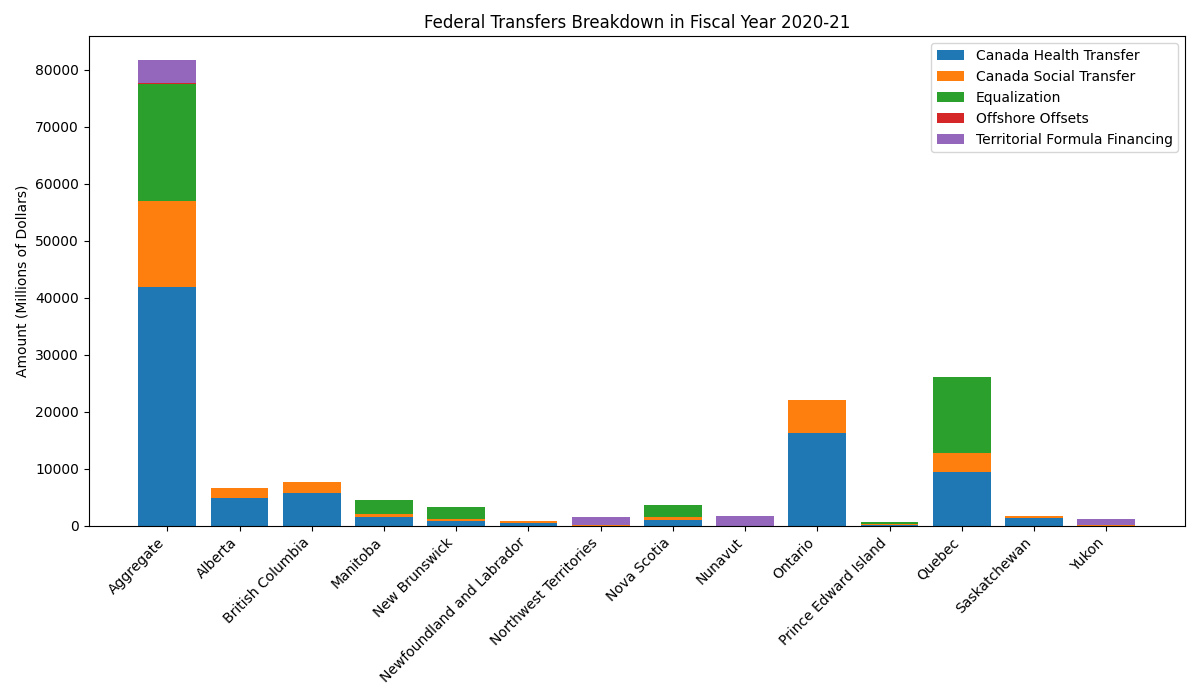 Federal Transfers Breakdown in Fiscal Year 2020-21
Canada Health Transfer
Canada Social Transfer
Equalization
Offshore Offsets
Territorial Formula Financing
Amount (Millions of Dollars)
80000
70000
60000
50000
40000
30000
20000
10000
0
Aggregate
Alberta
British Columbia
Manitoba
New Brunswick
Newfoundland and Labrador
Northwest Territories
Nova Scotia
Nunavut
Ontario
Prince Edward Island
Quebec
Saskatchewan
Yukon